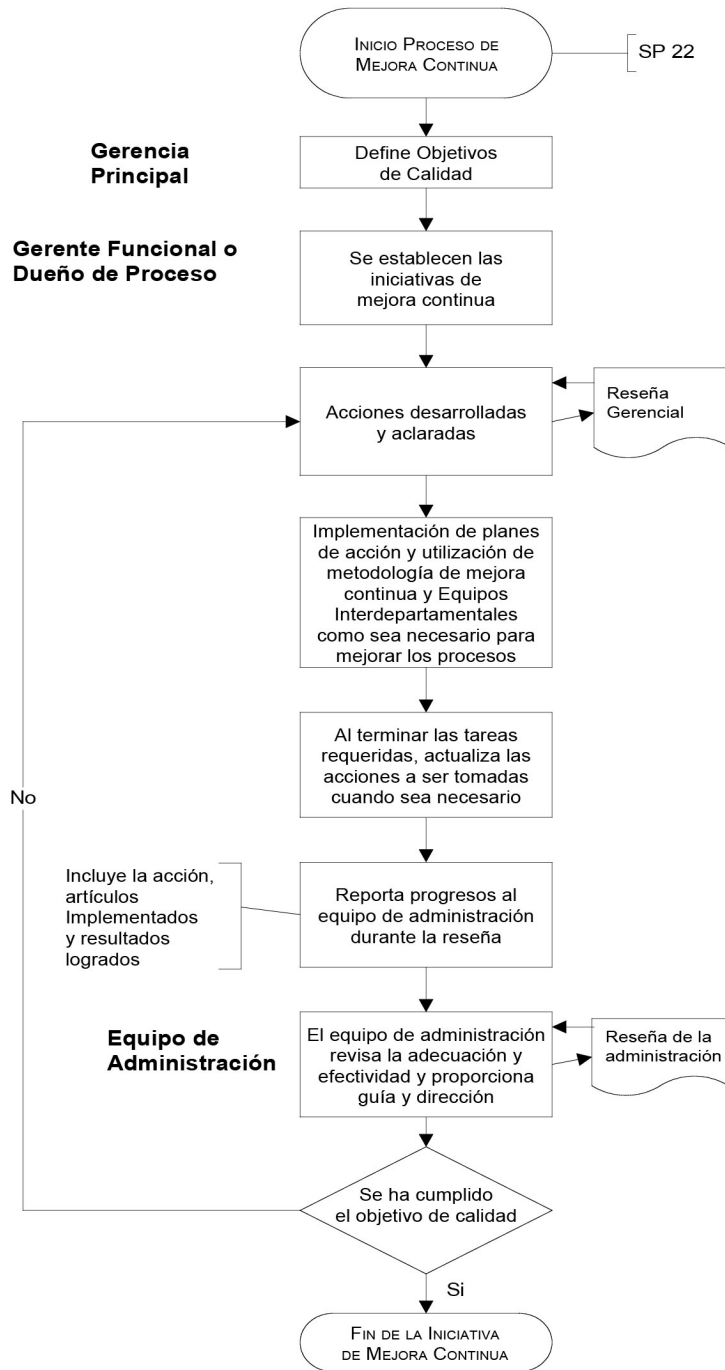 INICIO PROCESO DE
MEJORA CONTINUA
SP 22
Gerencia
Principal
Define Objetivos
de Calidad
Gerente Funcional o
Dueño de Proceso
Se establecen las
iniciativas de
mejora continua
Acciones desarrolladas
y aclaradas
Reseña
Gerencial
Implementación de planes
de acción y utilización de
metodología de mejora
continua y Equipos
Interdepartamentales
como sea necesario para
mejorar los procesos
Al terminar las tareas
requeridas, actualiza las
acciones a ser tomadas
cuando sea necesario
No
Incluye la acción,
artículos
Implementados
y resultados
logrados
Reporta progresos al
equipo de administración
durante la reseña
Equipo de
Administración
El equipo de administración
revisa la adecuación y
efectividad y proporciona
guía y dirección
Reseña de la
administración
Se ha cumplido
el objetivo de calidad
Si
FIN DE LA INICIATIVA
DE MEJORA CONTINUA